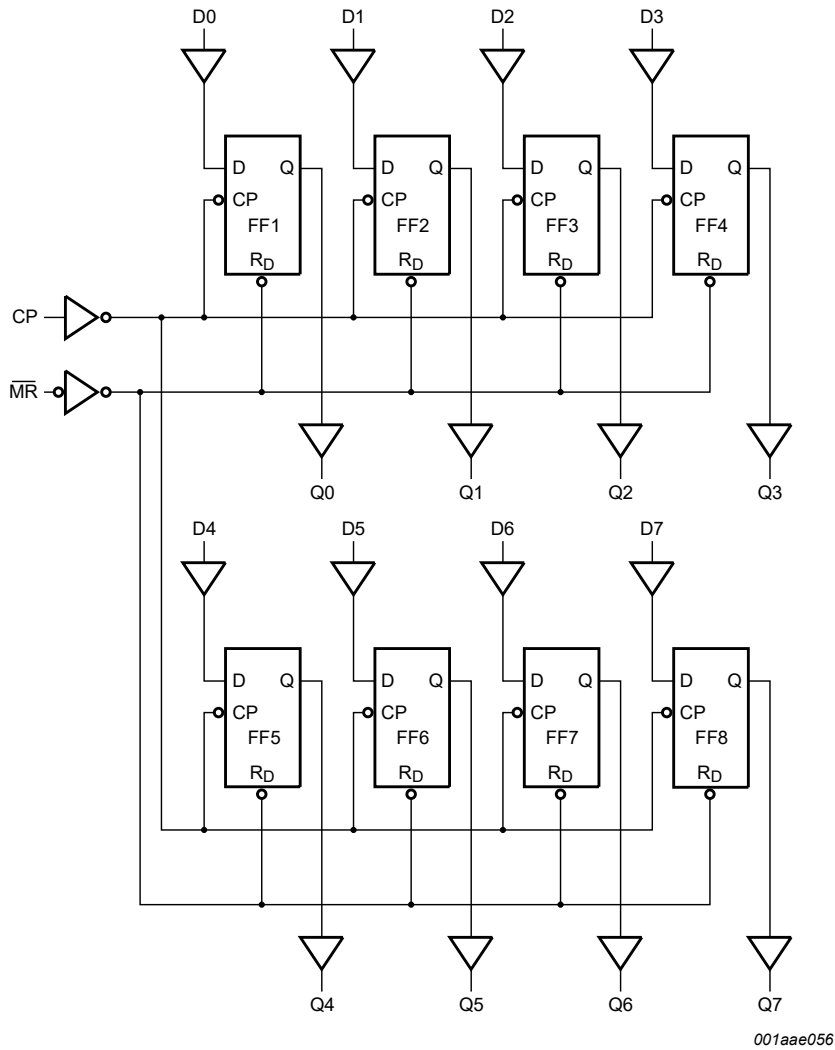 D0 D1 D2 D3
D Q D Q D Q D Q
CP CP CP CP
FF1 FF2 FF3 FF4
RD RD RD RD
CP
MR
Q0 Q1 Q2 Q3
D4 D5 D6 D7
D Q D Q D Q D Q
CP CP CP CP
FF5 FF6 FF7 FF8
RD RD RD RD
Q4 Q5 Q6 Q7
001aae056